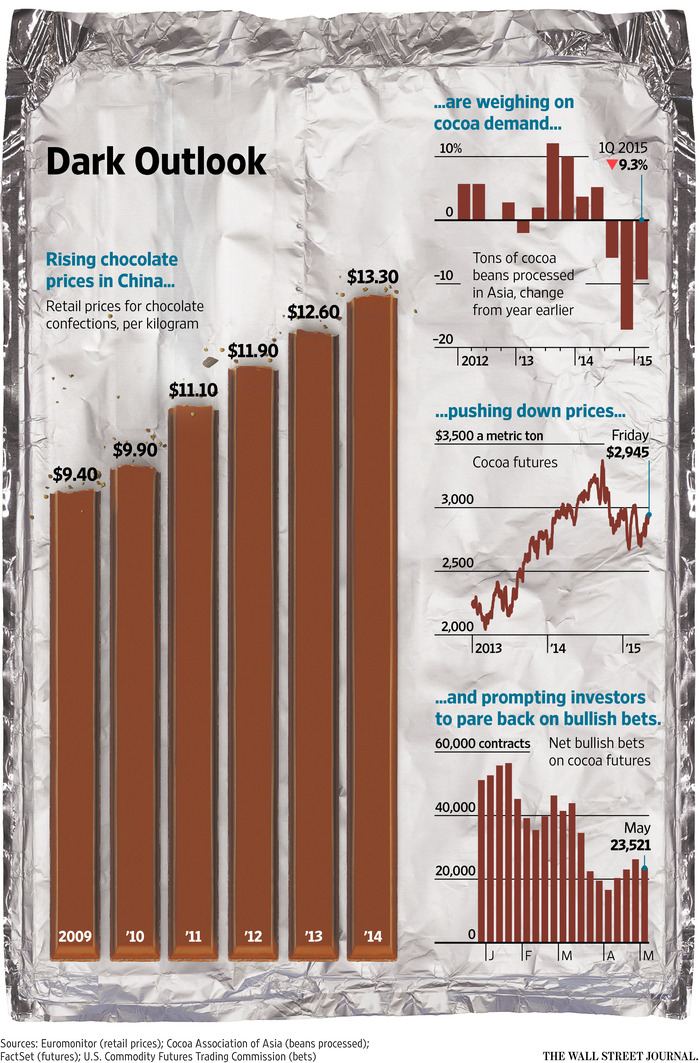 Dark Outlook
Rising chocolate
prices in China...
Retail prices for chocolate
confections, per kilogram
$9.40
$9.90
$11.10
$11.90
$12.60
$13.30
2009
’10
’11
’12
’13
’14
...are weighing on
cocoa demand...
10%
0
–10
–20
1Q 2015
▼9.3%
Tons of cocoa
beans processed
in Asia, change
from year earlier
2012
’13
’14
’15
...pushing down prices...
$3,500 a metric ton
Cocoa futures
Friday
$2,945
3,000
2,500
2,000
2013
’14
’15
...and prompting investors
to pare back on bullish bets.
60,000 contracts
Net bullish bets
on cocoa futures
40,000
20,000
0
May
23,521
J
F
M
A
M
Sources: Euromonitor (retail prices); Cocoa Association of Asia (beans processed);
FactSet (futures); U.S. Commodity Futures Trading Commission (bets)
THE WALL STREET JOURNAL.